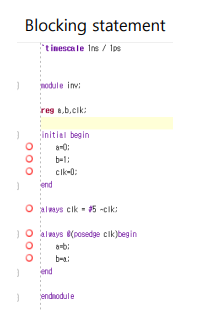 Blocking statement
`timescale 1ns / 1ps
module inv;
reg a,b,clk;
initial begin
a=0;
b=1;
clk=0;
end
always clk = #5 ~clk;
always @(posedge clk)begin
a=b;
b=a;
end
endmodule